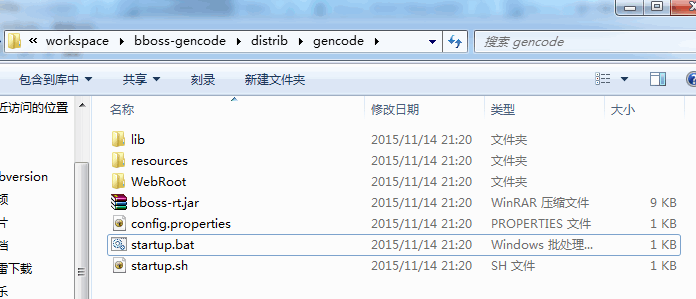 « workspace ▸ bboss-gencode ▸ distrib ▸ gencode ▸
搜索 gencode
包含到库中 共享 刻录 新建文件夹
近访问的位置
名称 修改日期 类型 大小
lib 2015/11/14 21:20 文件夹
resources 2015/11/14 21:20 文件夹
bversion
WebRoot 2015/11/14 21:20 文件夹
频
bboss-rt.jar 2015/11/14 21:20 WinRAR 压缩文件 9 KB
片
config.properties 2015/11/14 21:20 PROPERTIES 文件 1 KB
档
startup.bat 2015/11/14 21:20 Windows 批处理... 1 KB
雷下载
startup.sh 2015/11/14 21:20 SH 文件 1 KB
乐